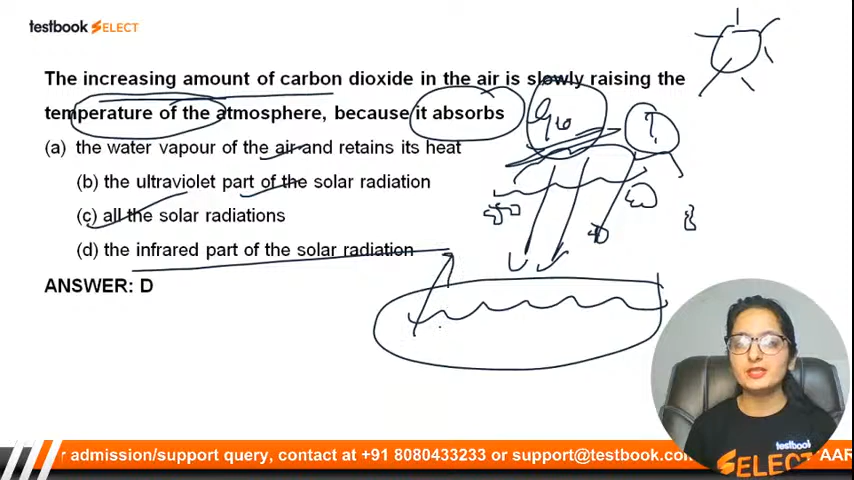 testbook SELECT
The increasing amount of carbon dioxide in the air is slowly raising the
temperature of the atmosphere, because it absorbs
(a) the water vapour of the air and retains its heat
(b) the ultraviolet part of the solar radiation
(c) all the solar radiations
(d) the infrared part of the solar radiation
ANSWER: D
testbook
SELECT
r admission/support query, contact at +91 8080433233 or support@testbook.com